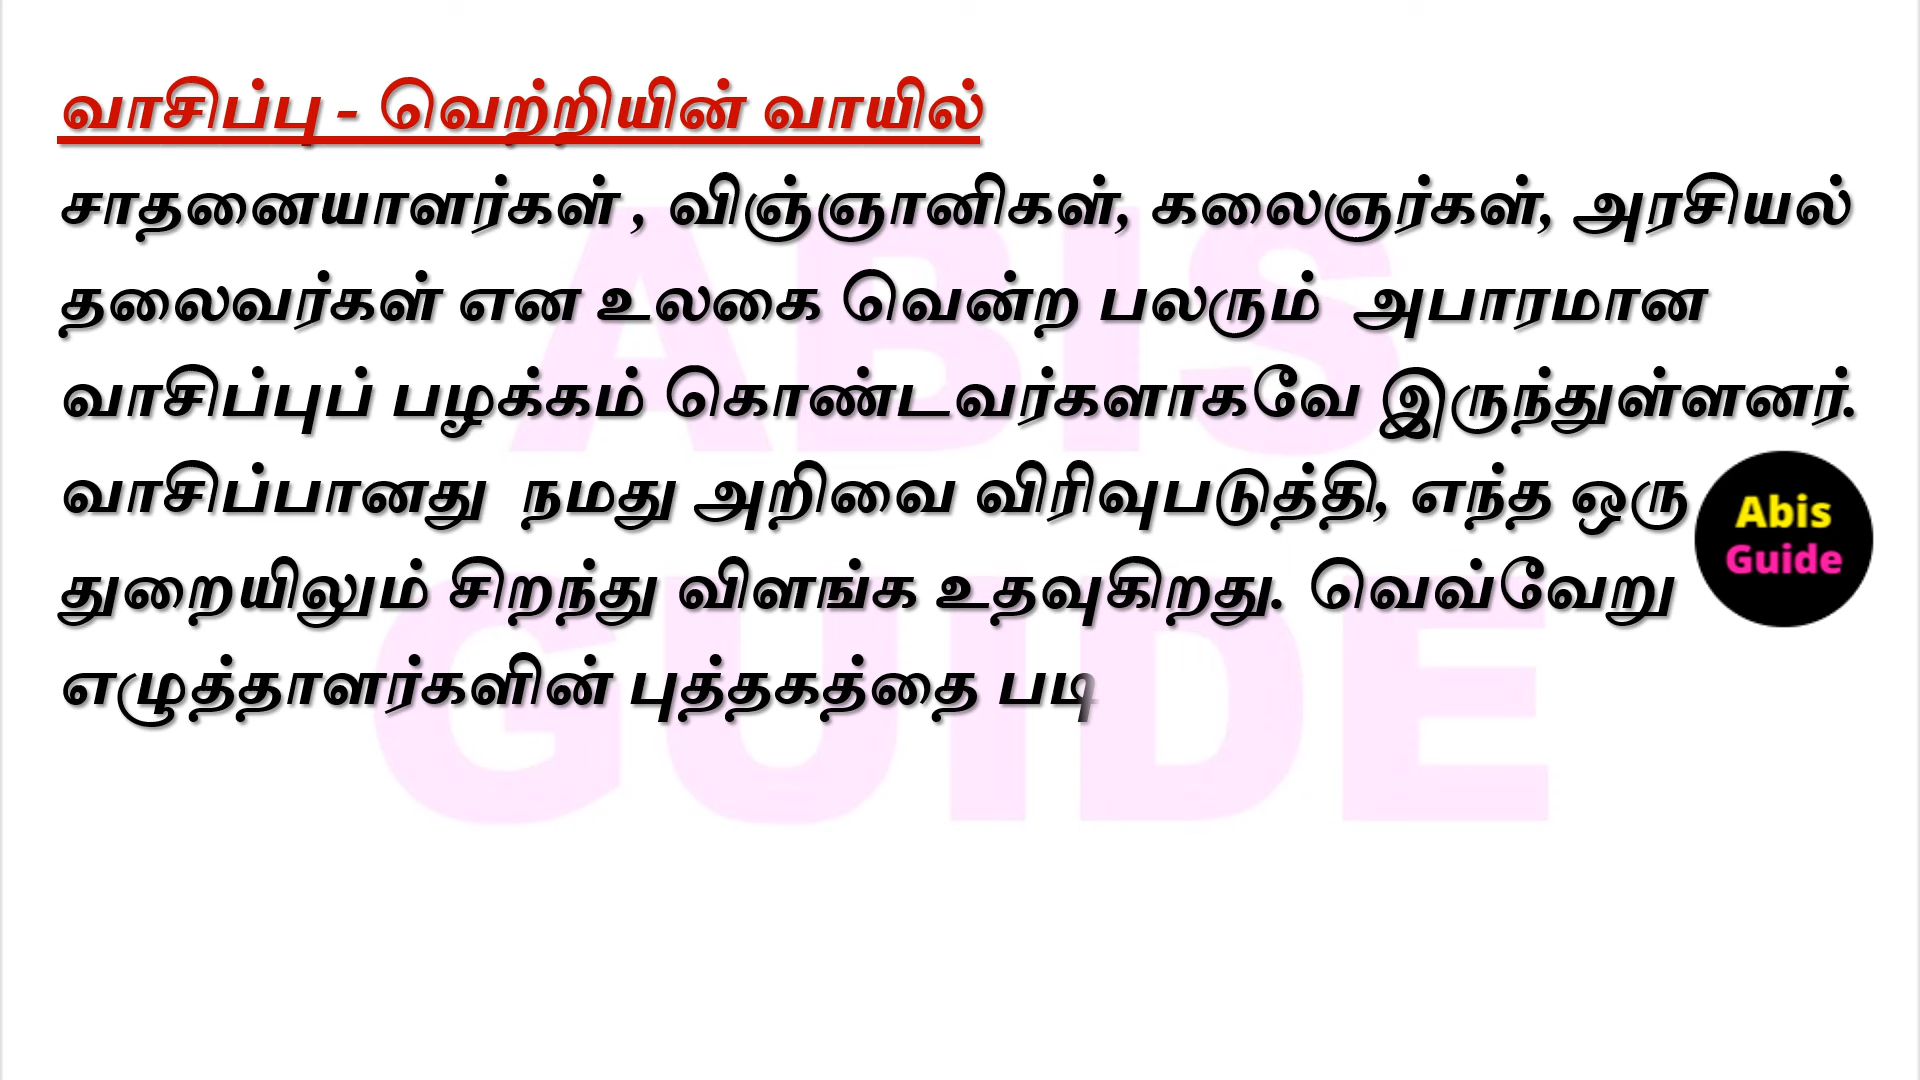 வாசிப்பு - வெற்றியின் வாயில்
சாதனையாளர்கள் , விஞ்ஞானிகள், கலைஞர்கள், அரசியல்
தலைவர்கள் என உலகை வென்ற பலரும் அபாரமான
வாசிப்புப் பழக்கம் கொண்டவர்களாகவே இருந்துள்ளனர்.
வாசிப்பானது நமது அறிவை விரிவுபடுத்தி, எந்த ஒரு
துறையிலும் சிறந்து விளங்க உதவுகிறது. வெவ்வேறு
எழுத்தாளர்களின் புத்தகத்தை படி
Abis
Guide
ABIS
GUIDE